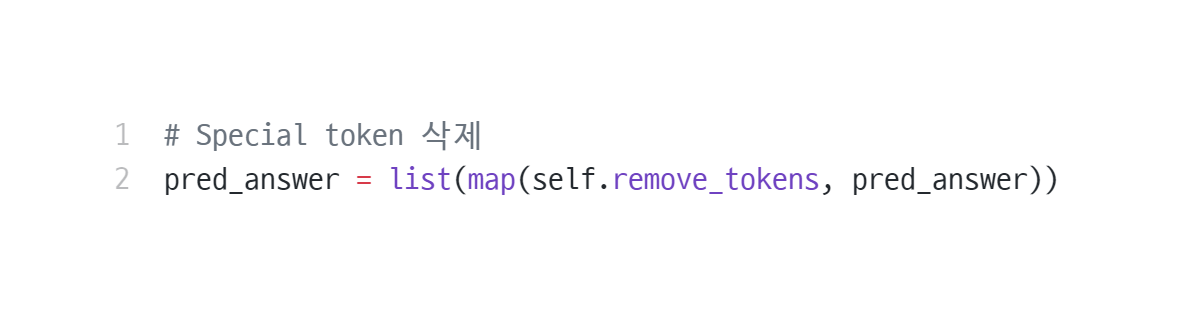 1 # Special token 삭제
2 pred_answer = list(map(self.remove_tokens, pred_answer))